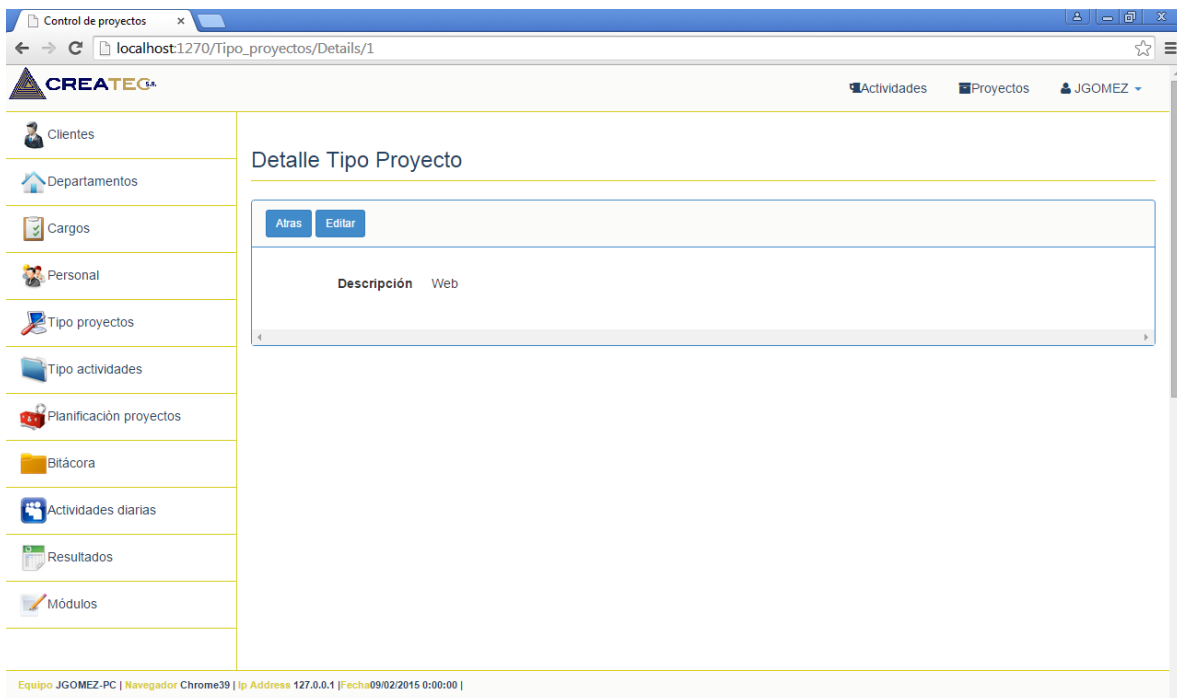 Control de proyectos
localhost:1270/Tipo_proyectos/Details/1
CREATEC S.A.
Actividades
Proyectos
JGOMEZ
Clientes
Departamentos
Cargos
Personal
Tipo proyectos
Tipo actividades
Planificaciòn proyectos
Bitácora
Actividades diarias
Resultados
Módulos
Detalle Tipo Proyecto
Atras
Editar
Descripción Web
Equipo JGOMEZ-PC | Navegador Chrome39 | Ip Address 127.0.0.1 |Fecha09/02/2015 0:00:00 |